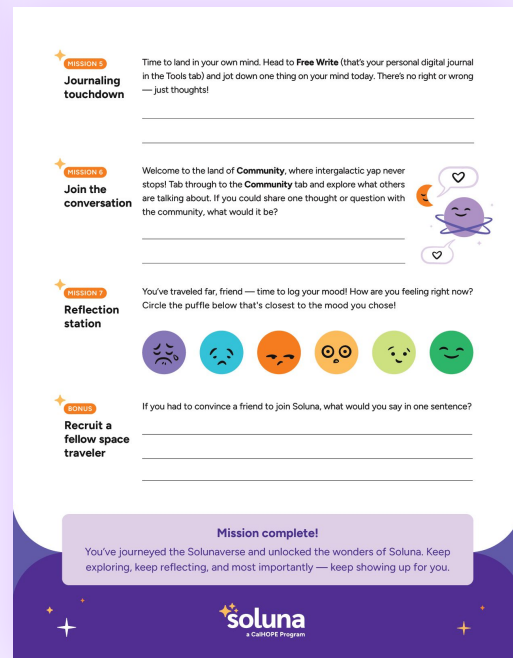 MISSION 5
Journaling
touchdown
Time to land in your own mind. Head to Free Write (that's your personal digital journal
in the Tools tab) and jot down one thing on your mind today. There's no right or wrong
— just thoughts!
MISSION 6
Join the
conversation
Welcome to the land of Community, where intergalactic yap never
stops! Tab through to the Community tab and explore what others
are talking about. If you could share one thought or question with
the community, what would it be?
MISSION 7
Reflection
station
You've traveled far, friend — time to log your mood! How are you feeling right now?
Circle the puffle below that's closest to the mood you chose!
BONUS
Recruit a
fellow space
traveler
If you had to convince a friend to join Soluna, what would you say in one sentence?
Mission complete!
You've journeyed the Solunaverse and unlocked the wonders of Soluna. Keep
exploring, keep reflecting, and most importantly — keep showing up for you.
soluna
a CalHOPE Program